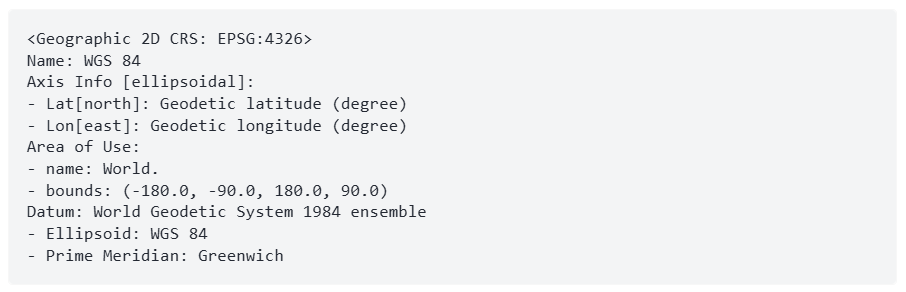 <Geographic 2D CRS: EPSG:4326>
Name: WGS 84
Axis Info [ellipsoidal]:
- Lat[north]: Geodetic latitude (degree)
- Lon[east]: Geodetic longitude (degree)
Area of Use:
- name: World.
- bounds: (-180.0, -90.0, 180.0, 90.0)
Datum: World Geodetic System 1984 ensemble
- Ellipsoid: WGS 84
- Prime Meridian: Greenwich